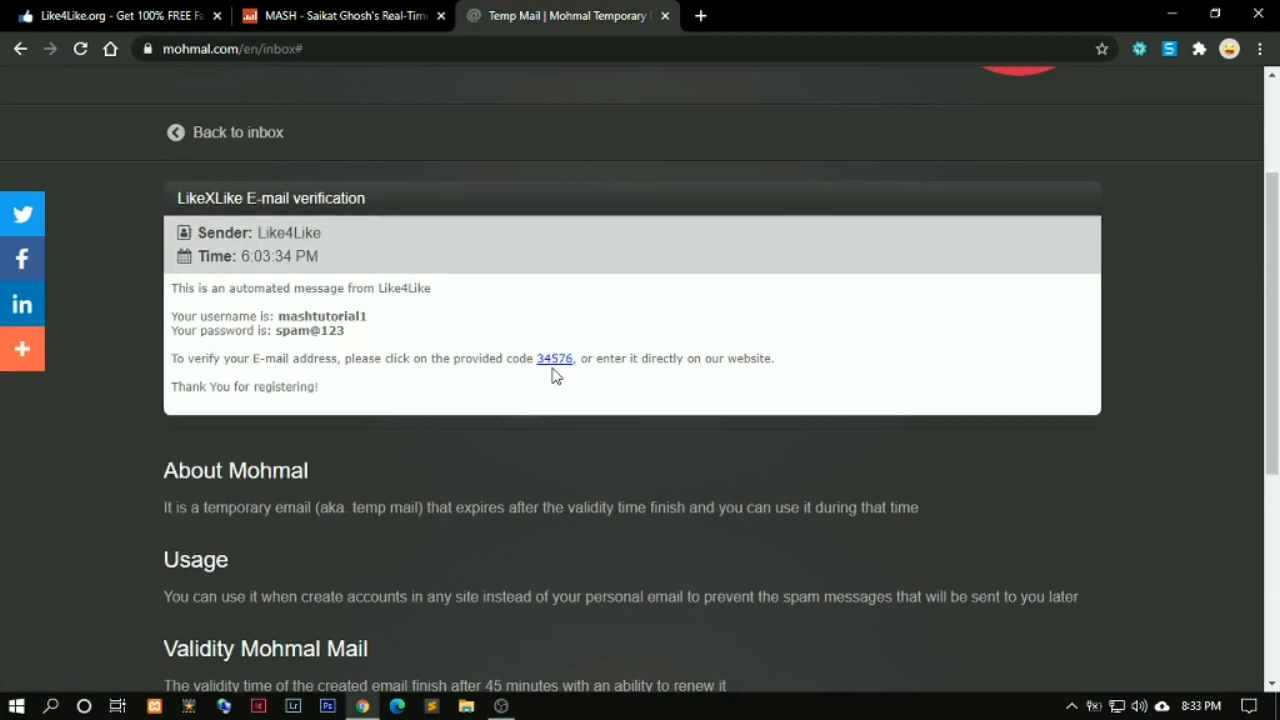 Like4Like.org - Get 100% FREE Fa
MASH - Saikat Ghosh's Real-Time
Temp Mail | Mohmal Temporary
mohmal.com/en/inbox#
Back to inbox
LikeXLike E-mail verification
Sender: Like4Like
Time: 6:03:34 PM
This is an automated message from Like4Like
Your username is: mashtutorial1
Your password is: spam@123
To verify your E-mail address, please click on the provided code 34576, or enter it directly on our website.
Thank You for registering!
About Mohmal
It is a temporary email (aka. temp mail) that expires after the validity time finish and you can use it during that time
Usage
You can use it when create accounts in any site instead of your personal email to prevent the spam messages that will be sent to you later
Validity Mohmal Mail
The validity time of the created email finish after 45 minutes with an ability to renew it
8:33 PM